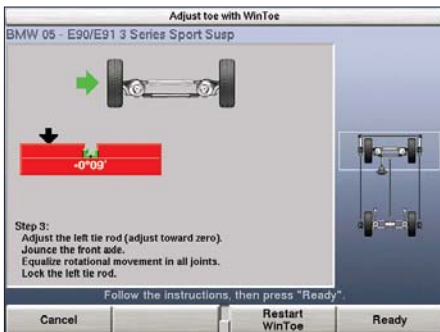 Adjust toe with WinToe
BMW 05 - E90/E91 3 Series Sport Susp
-0°09'
Step 3:
Adjust the left tie rod (adjust toward zero).
Jounce the front axle.
Equalize rotational movement in all joints.
Lock the left tie rod.
Follow the instructions, then press "Ready".
Cancel
Restart
WinToe
Ready